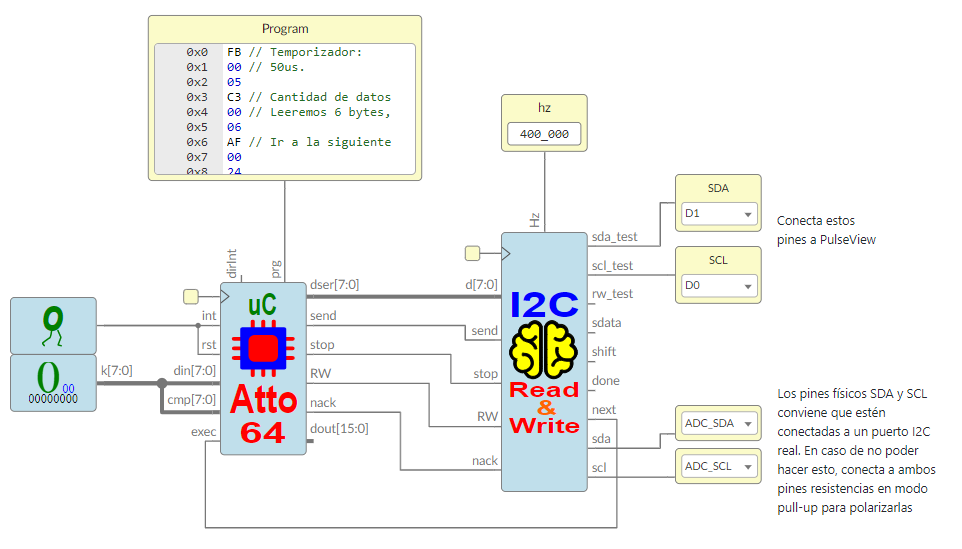 Program
0x0 FB // Temporizador:
0x1 00 // 50us.
0x2 05
0x3 C3 // Cantidad de datos
0x4 00 // Leeremos 6 bytes,
0x5 06
0x6 AF // Ir a la siguiente
0x7 00
0x8 24
hz
400_000
SDA
D1
SCL
D0
Conecta estos
pines a PulseView
dirInt
prg
Hz
int
rst
din[7:0]
cmp[7:0]
exec
uC
Atto
64
dser[7:0]
send
stop
RW
nack
dout[15:0]
0
00
00000000
k[7:0]
d[7:0]
send
stop
RW
nack
I2C
Read
&
Write
sda_test
scl_test
rw_test
sdata
shift
done
next
sda
scl
ADC_SDA
ADC_SCL
Los pines físicos SDA y SCL
conviene que estén
conectadas a un puerto I2C
real. En caso de no poder
hacer esto, conecta a ambos
pines resistencias en modo
pull-up para polarizarlas